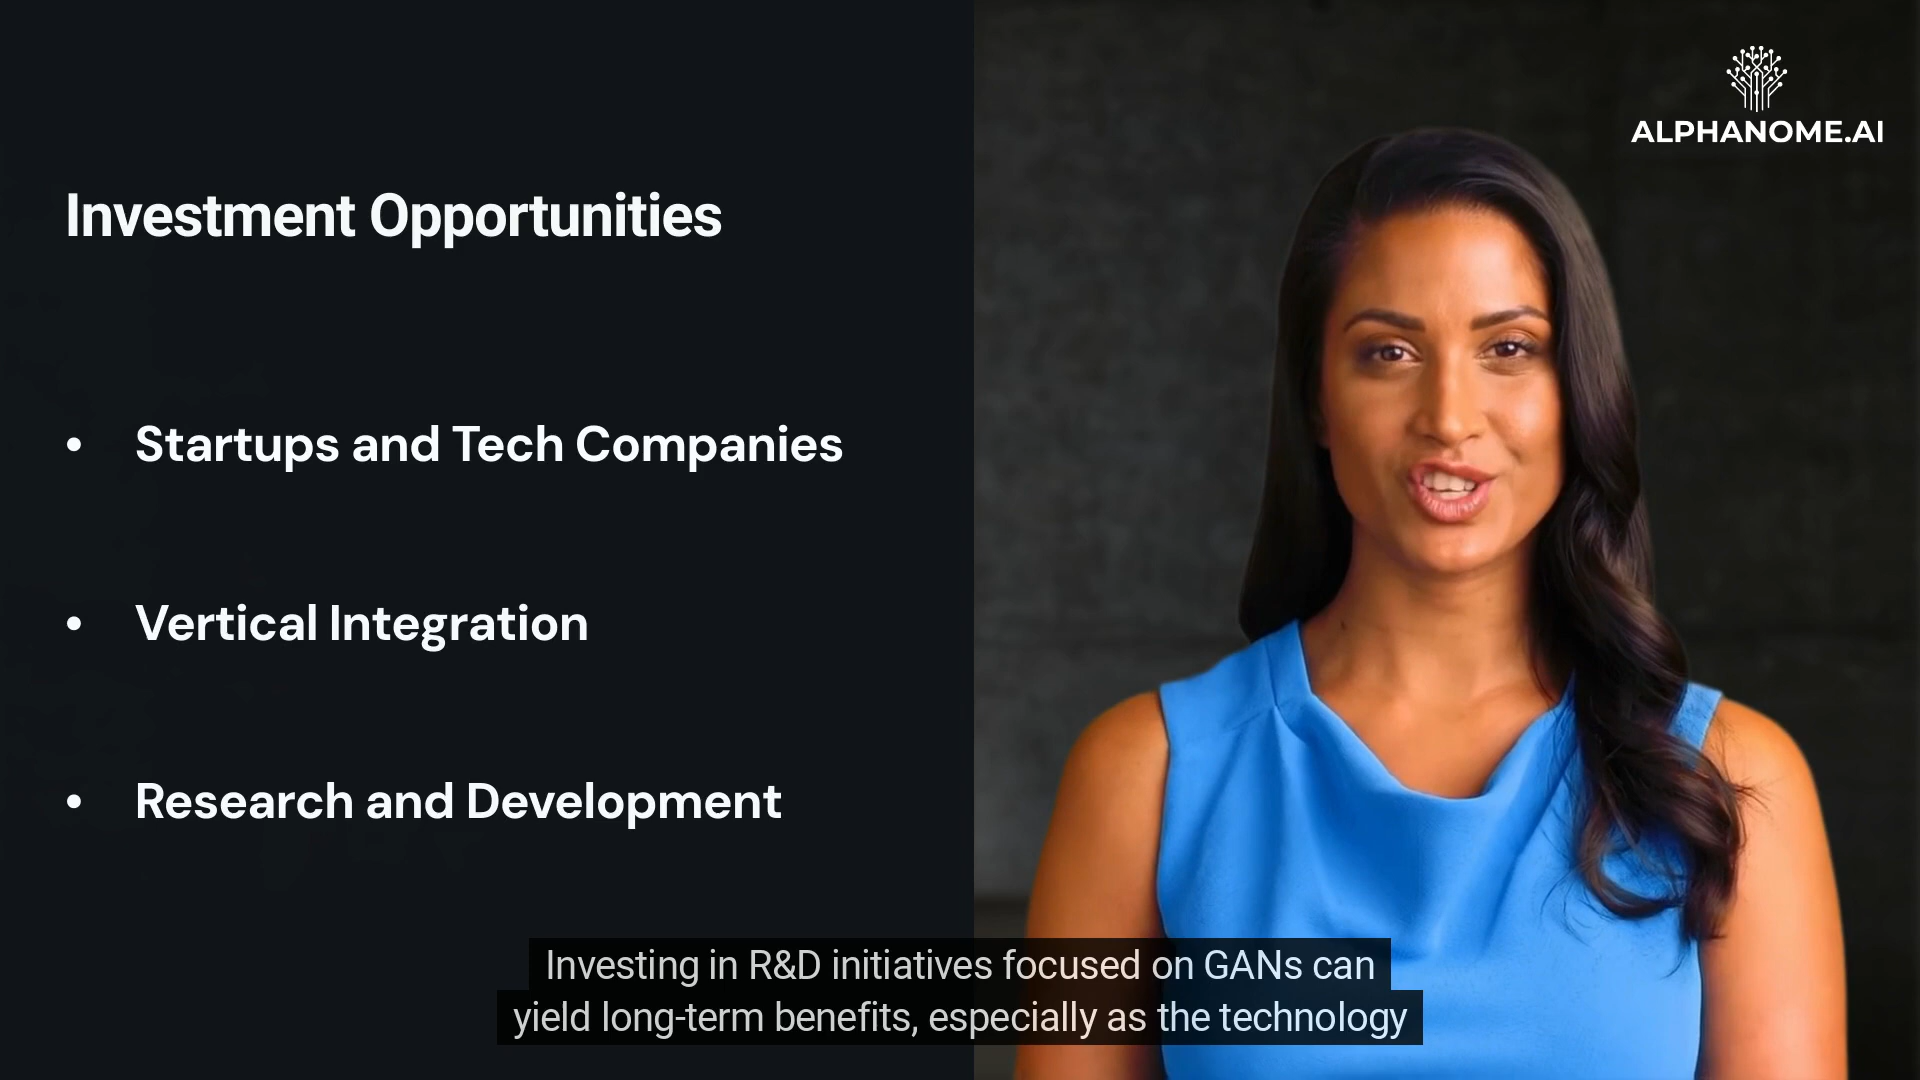 ALPHANOME.AI
Investment Opportunities
• Startups and Tech Companies
• Vertical Integration
• Research and Development
Investing in R&D initiatives focused on GANs can
yield long-term benefits, especially as the technology